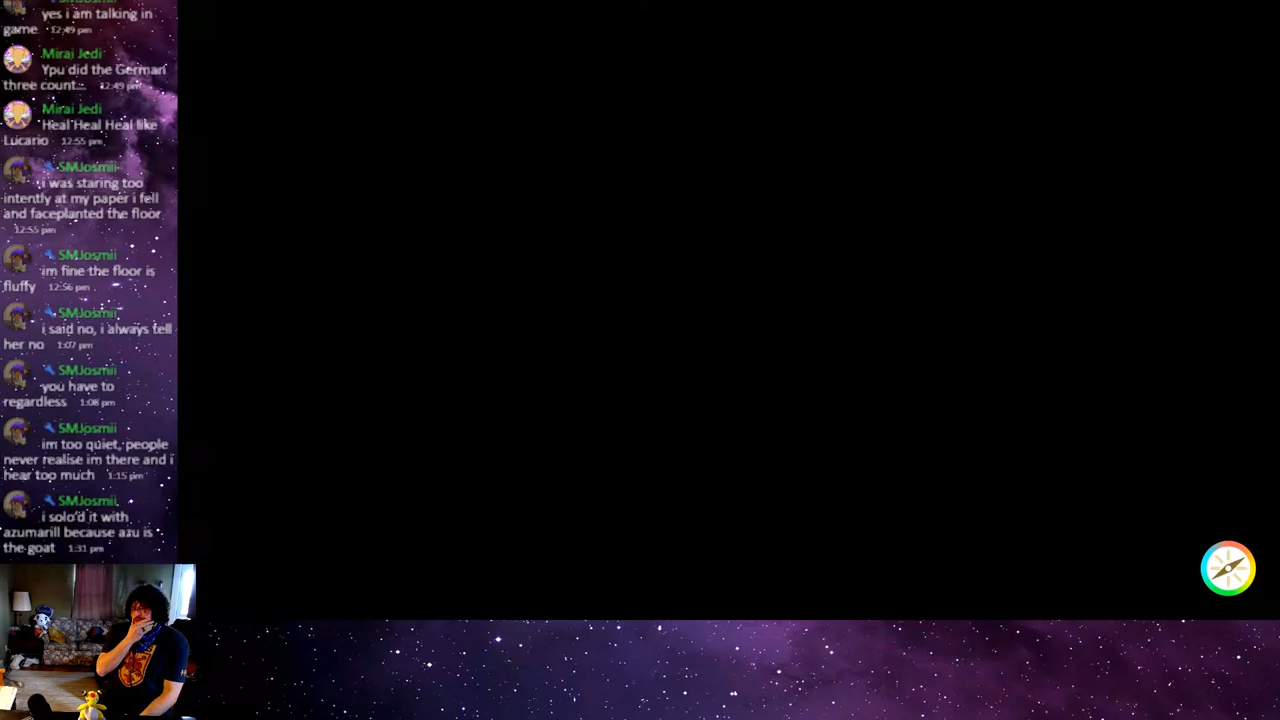 SMJosmii
yes i am talking in
game 12:49 pm
Mirai Jedi
Ypu did the German
three count... 12:49 pm
Mirai Jedi
Heal Heal Heal like
Lucario 12:55 pm
SMJosmii
i was staring too
intently at my paper i fell
and faceplanted the floor
12:55 pm
SMJosmii
im fine the floor is
fluffy 12:56 pm
SMJosmii
i said no, i always tell
her no 1:07 pm
SMJosmii
you have to
regardless 1:08 pm
SMJosmii
im too quiet, people
never realise im there and i
hear too much 1:15 pm
SMJosmii
i solo'd it with
azumarill because azu is
the goat 1:31 pm